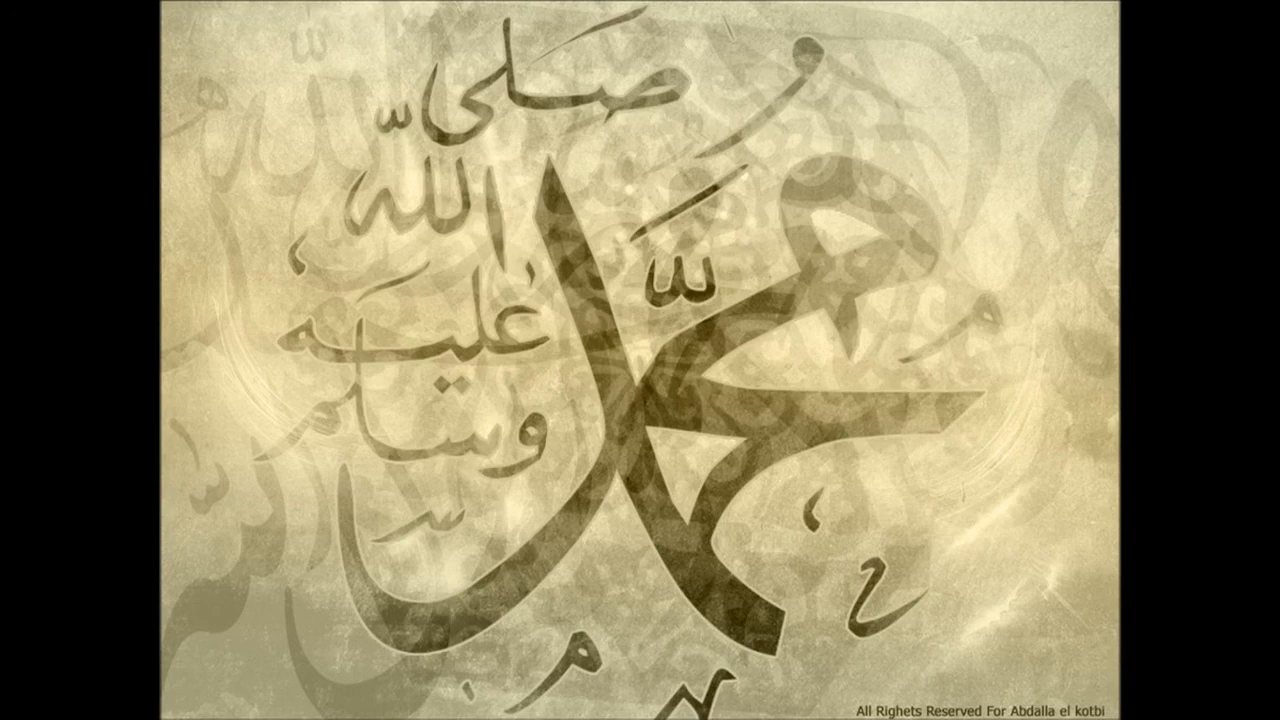 محمد
صلى
الله
عليه
وسلم
All Righets Reserved For Abdalla el kotbi